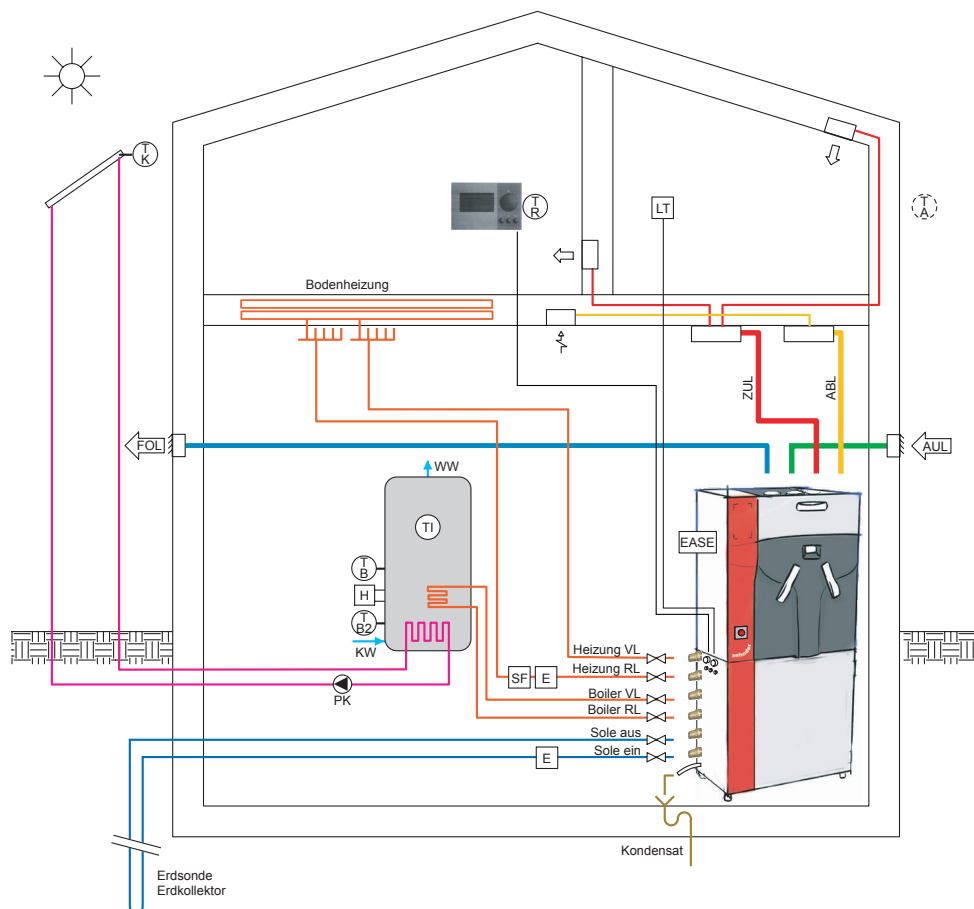 T
K
T
R
LT
T
A
Bodenheizung
ZUL
ABL
FOL
AUL
WW
TI
EASE
T
B
H
T
B2
KW
Heizung VL
Heizung RL
SF
E
Boiler VL
Boiler RL
PK
Sole aus
Sole ein
E
Kondensat
Erdsonde
Erdkollektor